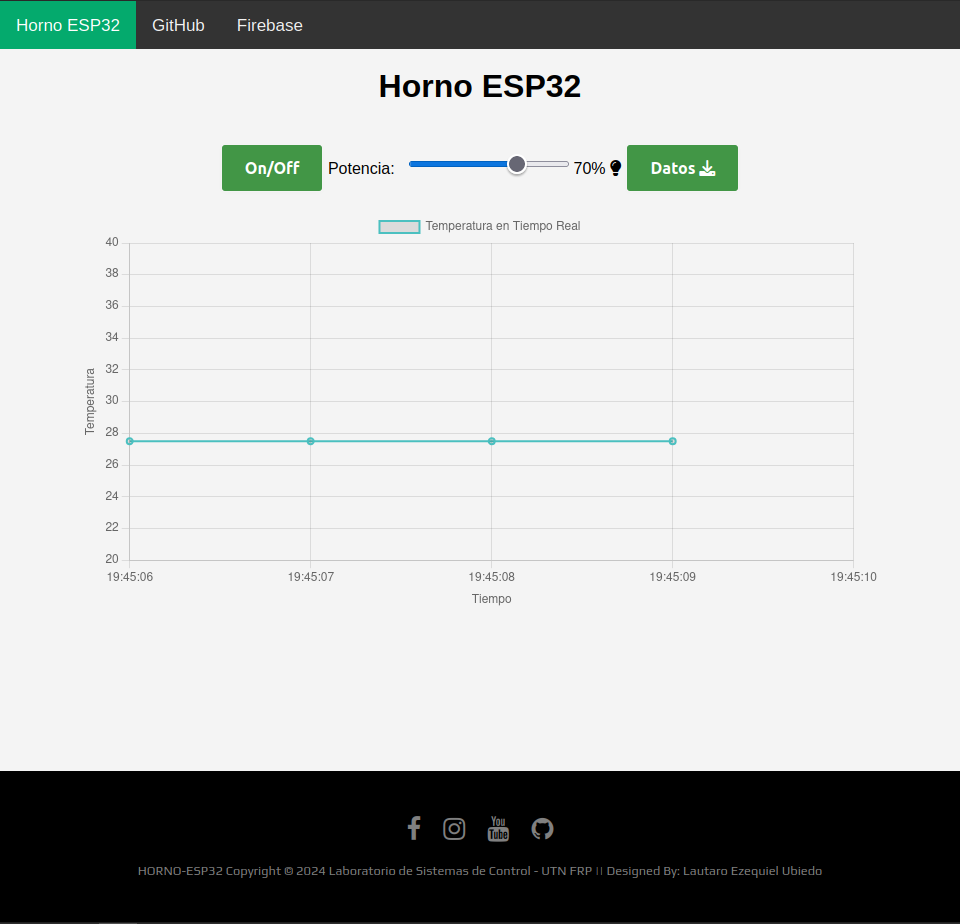 Horno ESP32 GitHub Firebase
Horno ESP32
On/Off Potencia: 70% Datos
Temperatura en Tiempo Real
40
38
36
34
32
30
28
26
24
22
20
Temperatura
19:45:06 19:45:07 19:45:08 19:45:09 19:45:10
Tiempo
You
Tube
HORNO-ESP32 Copyright © 2024 Laboratorio de Sistemas de Control - UTN FRP || Designed By: Lautaro Ezequiel Ubiedo